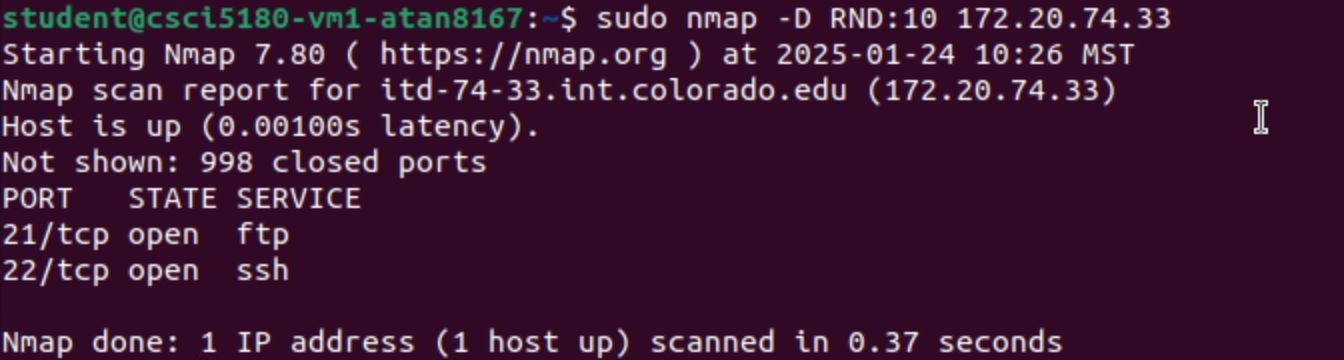 student@csci5180-vm1-atan8167:~$ sudo nmap -D RND:10 172.20.74.33
Starting Nmap 7.80 ( https://nmap.org ) at 2025-01-24 10:26 MST
Nmap scan report for itd-74-33.int.colorado.edu (172.20.74.33)
Host is up (0.00100s latency).
Not shown: 998 closed ports
PORT   STATE SERVICE
21/tcp open  ftp
22/tcp open  ssh

Nmap done: 1 IP address (1 host up) scanned in 0.37 seconds